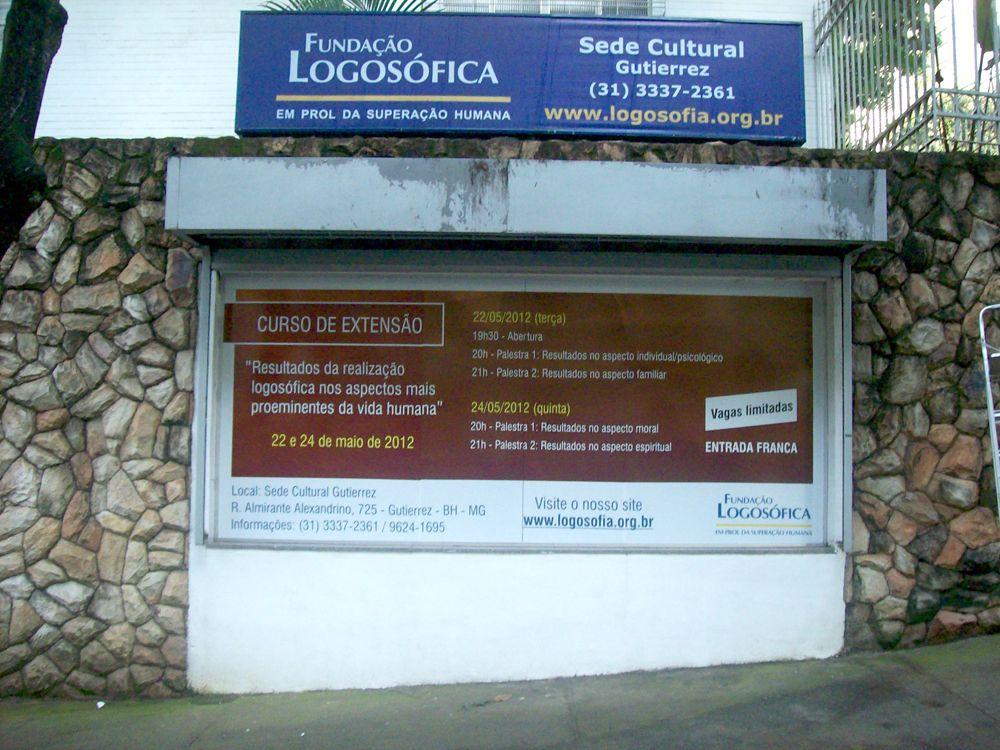 FUNDAÇÃO
LOGOSÓFICA
EM PROL DA SUPERAÇÃO HUMANA
Sede Cultural
Gutierrez
(31) 3337-2361
www.logosofia.org.br
CURSO DE EXTENSÃO
"Resultados da realização
logosófica nos aspectos mais
proeminentes da vida humana"
22 e 24 de maio de 2012
22/05/2012 (terça)
19h30 - Abertura
20h - Palestra 1: Resultados no aspecto individual/psicológico
21h - Palestra 2: Resultados no aspecto familiar
24/05/2012 (quinta)
20h - Palestra 1: Resultados no aspecto moral
21h - Palestra 2: Resultados no aspecto espiritual
Vagas limitadas
ENTRADA FRANCA
Local: Sede Cultural Gutierrez
R. Almirante Alexandrino, 725 - Gutierrez - BH - MG
Informações: (31) 3337-2361 / 9624-1695
Visite o nosso site
www.logosofia.org.br
FUNDAÇÃO
LOGOSÓFICA
EM PROL DA SUPERAÇÃO HUMANA